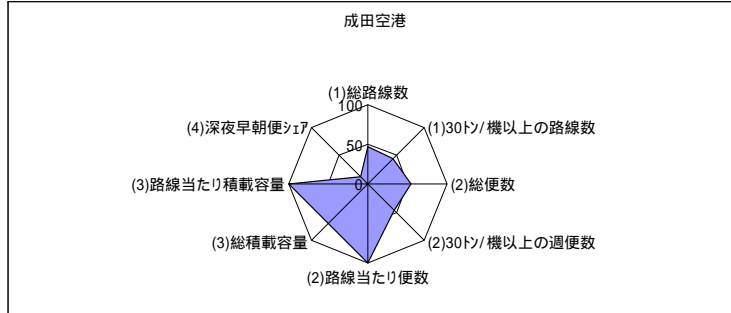 成田空港
(1)総路線数
100
(4)深夜早朝便ｼｪｱ
(1)30ﾄﾝ/機以上の路線数
50
(3)路線当たり積載容量
0
(2)総便数
(3)総積載容量
(2)30ﾄﾝ/機以上の週便数
(2)路線当たり便数